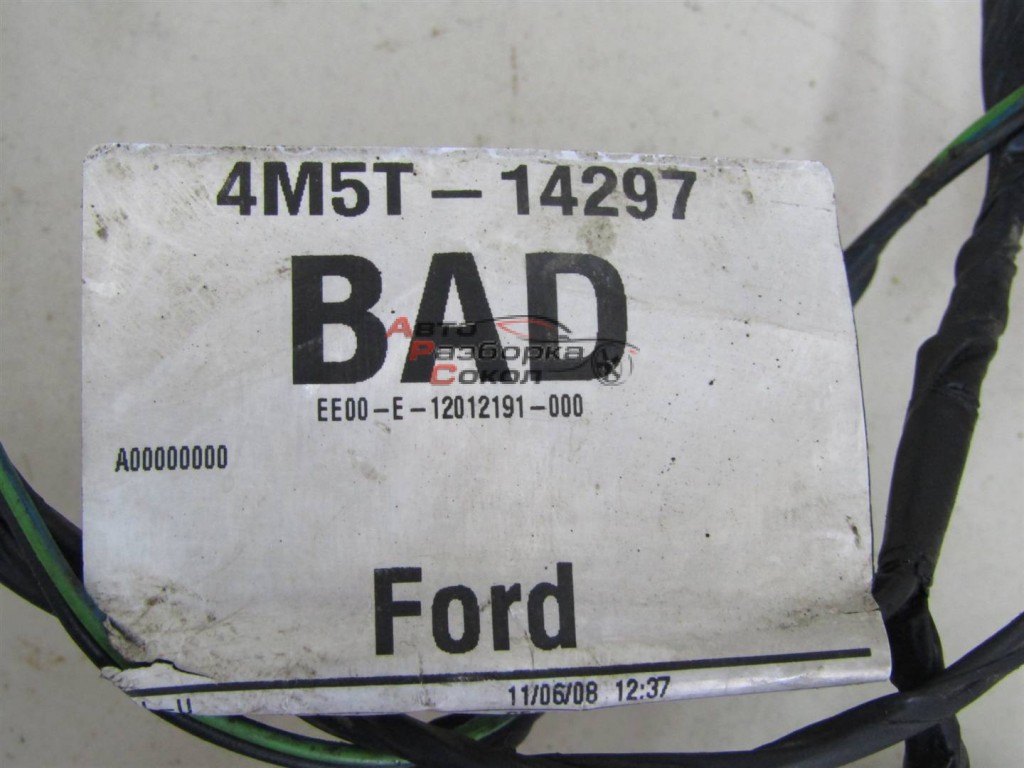 4M5T-14297
BAD
Авто
Разборка
Сокол
EE00-E-12012191-000
A00000000
Ford
11/06/08 12:37